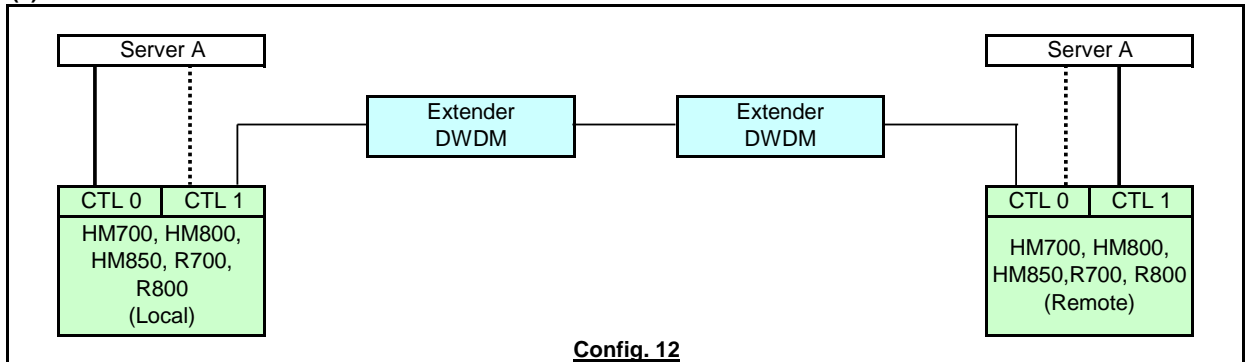 Server A
Server A
Extender
DWDM
Extender
DWDM
CTL 0
CTL 1
HM700, HM800,
HM850, R700,
R800
(Local)
CTL 0
CTL 1
HM700, HM800,
HM850,R700, R800
(Remote)
Config. 12